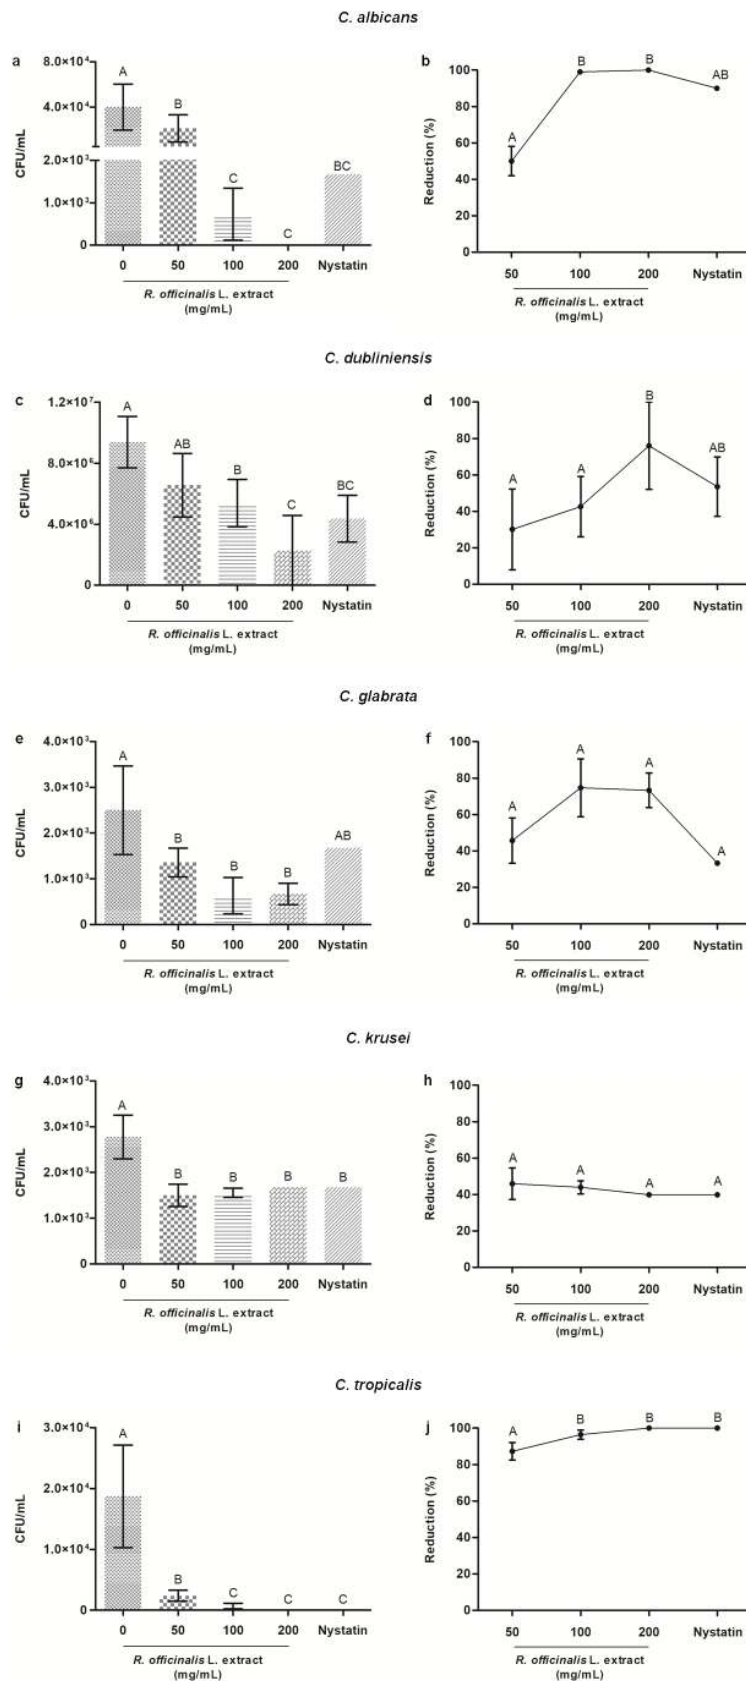 C. albicans
a
8.0×10⁴
4.0×10⁴
2.0×10³
1.0×10³
0
CFU/mL
A
B
C
C
BC
0 50 100 200 Nystatin
R. officinalis L. extract
(mg/mL)
b
100
80
60
40
20
0
Reduction (%)
A
B
B
AB
50 100 200 Nystatin
R. officinalis L. extract
(mg/mL)
C. dubliniensis
c
1.2×10⁷
8.0×10⁶
4.0×10⁶
0
CFU/mL
A
AB
B
C
BC
0 50 100 200 Nystatin
R. officinalis L. extract
(mg/mL)
d
100
80
60
40
20
0
Reduction (%)
A
A
B
AB
50 100 200 Nystatin
R. officinalis L. extract
(mg/mL)
C. glabrata
e
4.0×10³
3.0×10³
2.0×10³
1.0×10³
0
CFU/mL
A
B
B
B
AB
0 50 100 200 Nystatin
R. officinalis L. extract
(mg/mL)
f
100
80
60
40
20
0
Reduction (%)
A
A
A
A
50 100 200 Nystatin
R. officinalis L. extract
(mg/mL)
C. krusei
g
4.0×10³
3.0×10³
2.0×10³
1.0×10³
0
CFU/mL
A
B
B
B
B
0 50 100 200 Nystatin
R. officinalis L. extract
(mg/mL)
h
100
80
60
40
20
0
Reduction (%)
A
A
A
A
50 100 200 Nystatin
R. officinalis L. extract
(mg/mL)
C. tropicalis
i
3.0×10⁴
2.0×10⁴
1.0×10⁴
0
CFU/mL
A
B
C
C
C
0 50 100 200 Nystatin
R. officinalis L. extract
(mg/mL)
j
100
80
60
40
20
0
Reduction (%)
A
B
B
B
50 100 200 Nystatin
R. officinalis L. extract
(mg/mL)